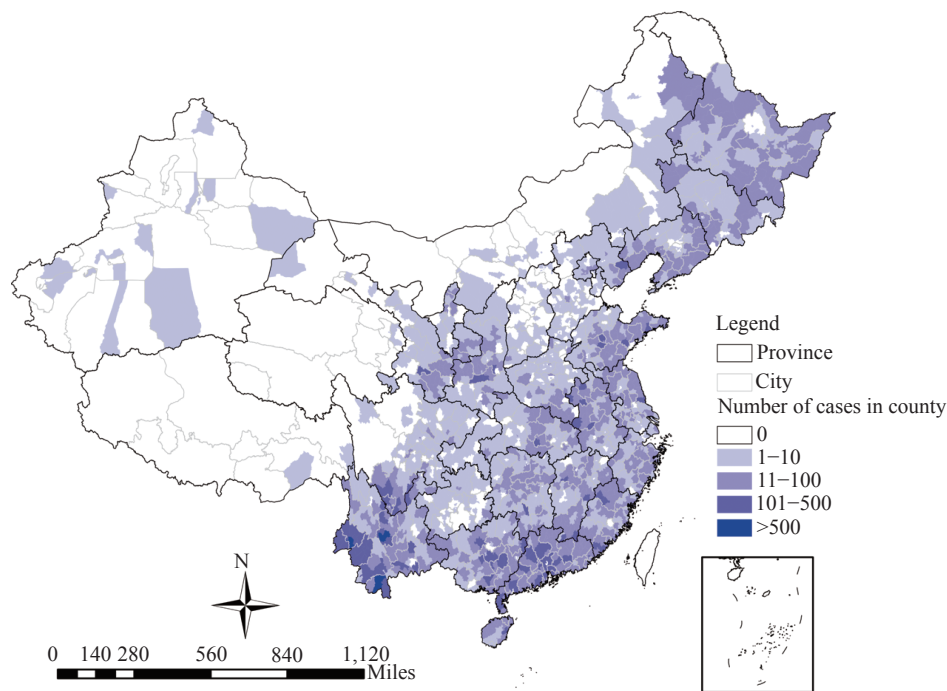 Legend
Province
City
Number of cases in county
0
1−10
11−100
101−500
>500
N
0 140 280 560 840 1,120
Miles